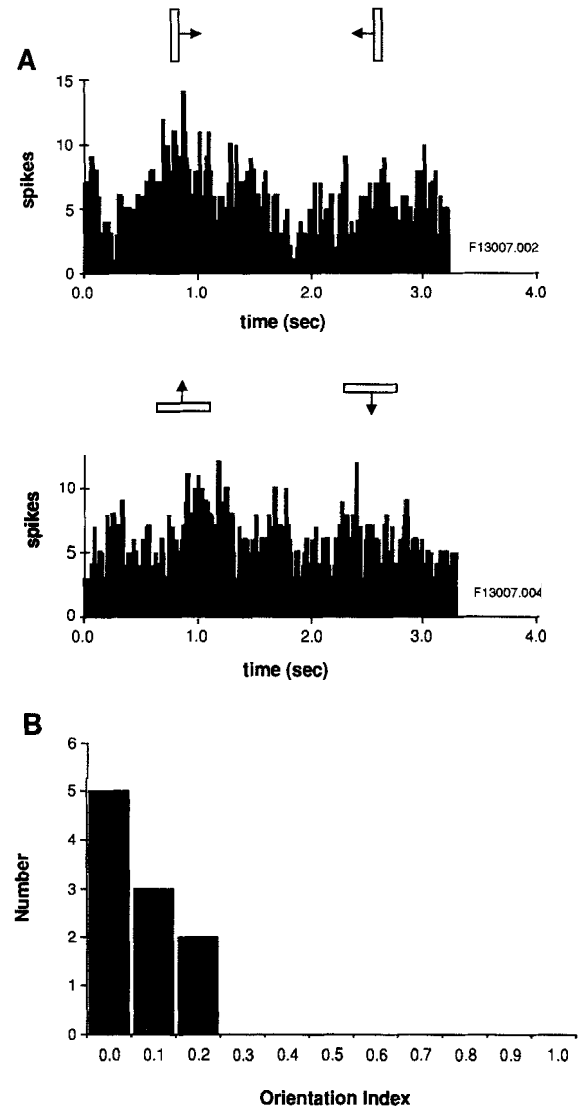 A
15
10
5
0
spikes
F13007.002
0.0 1.0 2.0 3.0 4.0
time (sec)
10
5
0
spikes
F13007.004
0.0 1.0 2.0 3.0 4.0
time (sec)
B
6
5
4
3
2
1
0
Number
0.0 0.1 0.2 0.3 0.4 0.5 0.6 0.7 0.8 0.9 1.0
Orientation Index